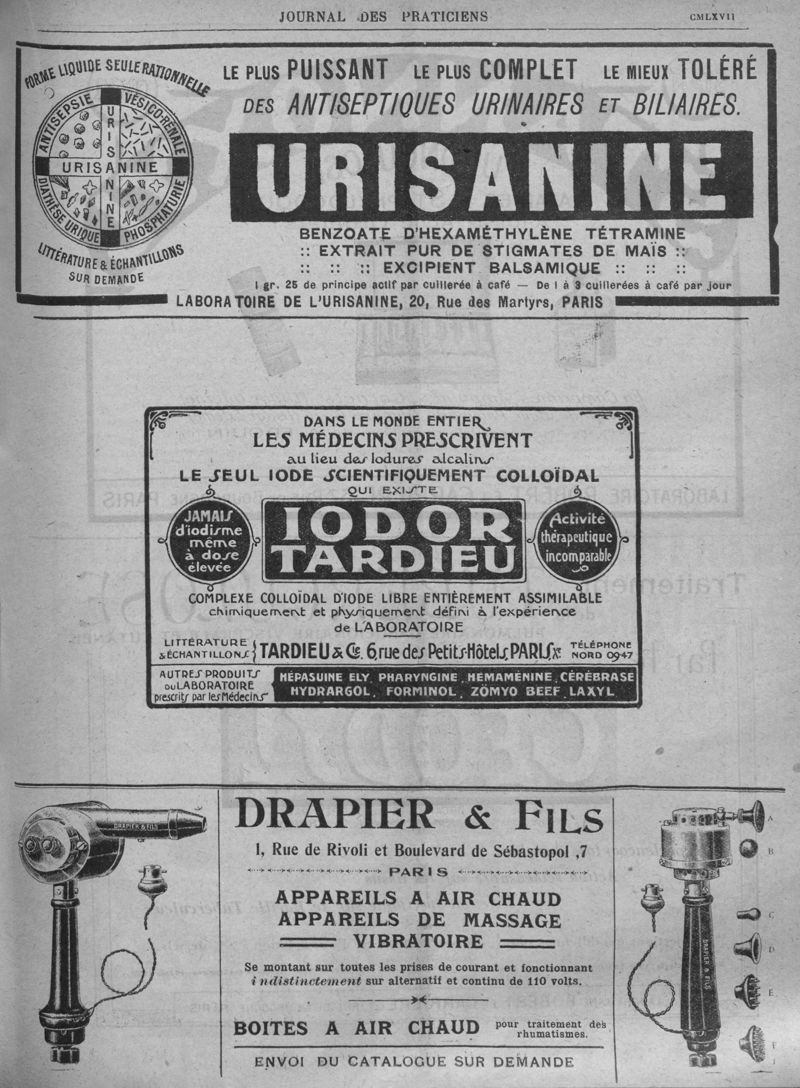 JOURNAL DES PRATICIENS
CMLXVII
FORME LIQUIDE SEULE RATIONNELLE
ANTISEPSIE VÉSICO-RÉNALE
URISANINE
URISANINE
DIATHÈSE URIQUE PHOSPHATURIE
LITTÉRATURE & ÉCHANTILLONS
SUR DEMANDE
LE PLUS PUISSANT LE PLUS COMPLET LE MIEUX TOLÉRÉ
DES ANTISEPTIQUES URINAIRES ET BILIAIRES.
URISANINE
BENZOATE D'HEXAMÉTHYLÈNE TÉTRAMINE
:: EXTRAIT PUR DE STIGMATES DE MAÏS ::
:: :: :: EXCIPIENT BALSAMIQUE :: :: ::
1 gr. 25 de principe actif par cuillerée à café — De 1 à 3 cuillerées à café par jour
LABORATOIRE DE L'URISANINE, 20, Rue des Martyrs, PARIS
DANS LE MONDE ENTIER
LES MÉDECINS PRESCRIVENT
au lieu des Iodures alcalins
LE SEUL IODE SCIENTIFIQUEMENT COLLOÏDAL
QUI EXISTE
JAMAIS
d'iodisme
même
à dose
élevée
IODOR
TARDIEU
Activité
thérapeutique
incomparable
COMPLEXE COLLOÏDAL D'IODE LIBRE ENTIÈREMENT ASSIMILABLE
chimiquement et physiquement défini à l'expérience
de LABORATOIRE
LITTÉRATURE
& ÉCHANTILLONS
TARDIEU & Cie. 6, rue des Petits-Hôtels, PARIS Xe.
TÉLÉPHONE
NORD 0947
AUTRES PRODUITS
DU LABORATOIRE
prescrits par les Médecins
HÉPASUINE ELY, PHARYNGINE, HEMAMÉNINE, CÉRÉBRASE
HYDRARGOL, FORMINOL, ZÔMYO BEEF, LAXYL
DRAPIER & FILS
DRAPIER & FILS
1, Rue de Rivoli et Boulevard de Sébastopol ,7
PARIS
APPAREILS A AIR CHAUD
APPAREILS DE MASSAGE
VIBRATOIRE
Se montant sur toutes les prises de courant et fonctionnant
indistinctement sur alternatif et continu de 110 volts.
BOITES A AIR CHAUD pour traitement des
rhumatismes.
ENVOI DU CATALOGUE SUR DEMANDE
DRAPIER & FILS
A
B
C
D
E
F